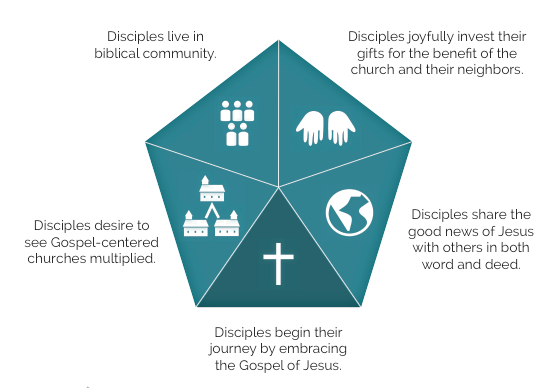 Disciples live in
biblical community.
Disciples joyfully invest their
gifts for the benefit of the
church and their neighbors.
Disciples desire to
see Gospel-centered
churches multiplied.
Disciples share the
good news of Jesus
with others in both
word and deed.
Disciples begin their
journey by embracing
the Gospel of Jesus.